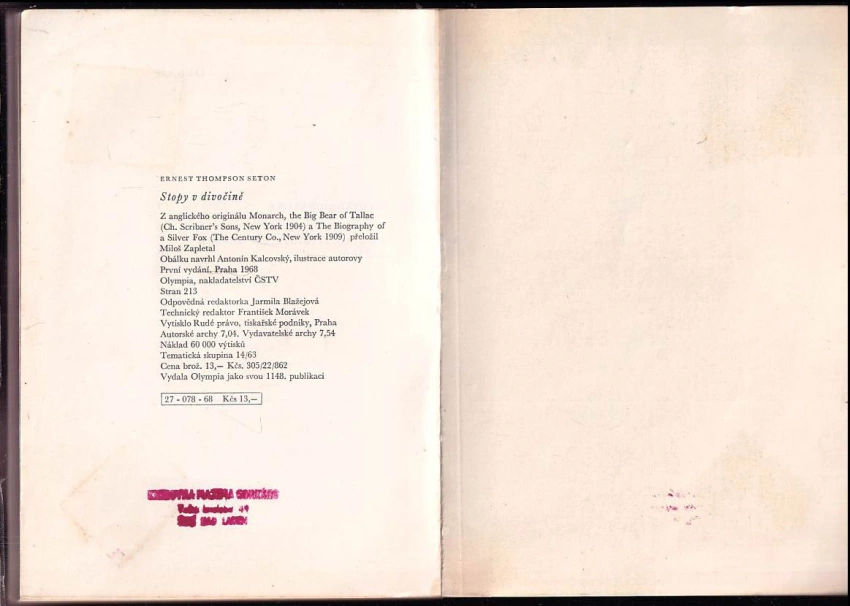 ERNEST THOMPSON SETON
Stopy v divočině
Z anglického originálu Monarch, the Big Bear of Tallac
(Ch. Scribner's Sons, New York 1904) a The Biography of
a Silver Fox (The Century Co., New York 1909) přeložil
Miloš Zapletal
Obálku navrhl Antonín Kalcovský, ilustrace autorovy
První vydání. Praha 1968
Olympia, nakladatelství ČSTV
Stran 213
Odpovědná redaktorka Jarmila Blažejová
Technický redaktor František Morávek
Vytisklo Rudé právo, tiskařské podniky, Praha
Autorské archy 7,04. Vydavatelské archy 7,54
Náklad 60 000 výtisků
Tematická skupina 14/63
Cena brož. 13,— Kčs. 305/22/862
Vydala Olympia jako svou 1148. publikaci
27 - 078 - 68 Kčs 13,—
NAD LABEM